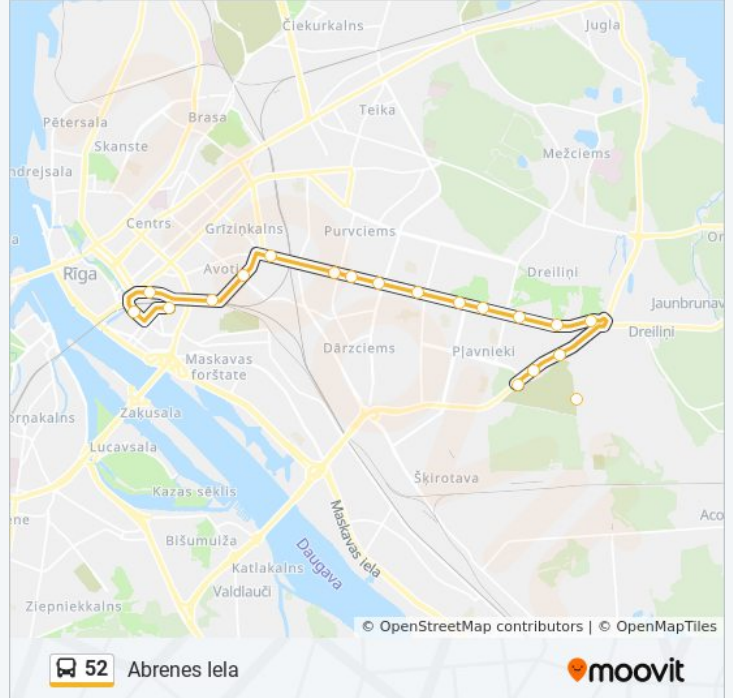 Čiekurkalns
Jugla
Teika
Pētersala
Brasa
Skanste
Mežciems
ndrejsala
Centrs
Grīziņkalns
Purvciems
a
Or
Rīga
Avoti
Dreiliņi
Jaunbrunav
Dreiliņi
Dārzciems
Pļavnieki
Maskavas
forštate
Zaķusala
ornakalns
Lucavsala
Šķirotava
Kazas sēklis
ene
Maskavas iela
Aco
Bišumuiža
Daugava
Katlakalns
Valdlauči
Ziepniekkalns
© OpenStreetMap contributors | © OpenMapTiles
52 Abrenes Iela
moovit